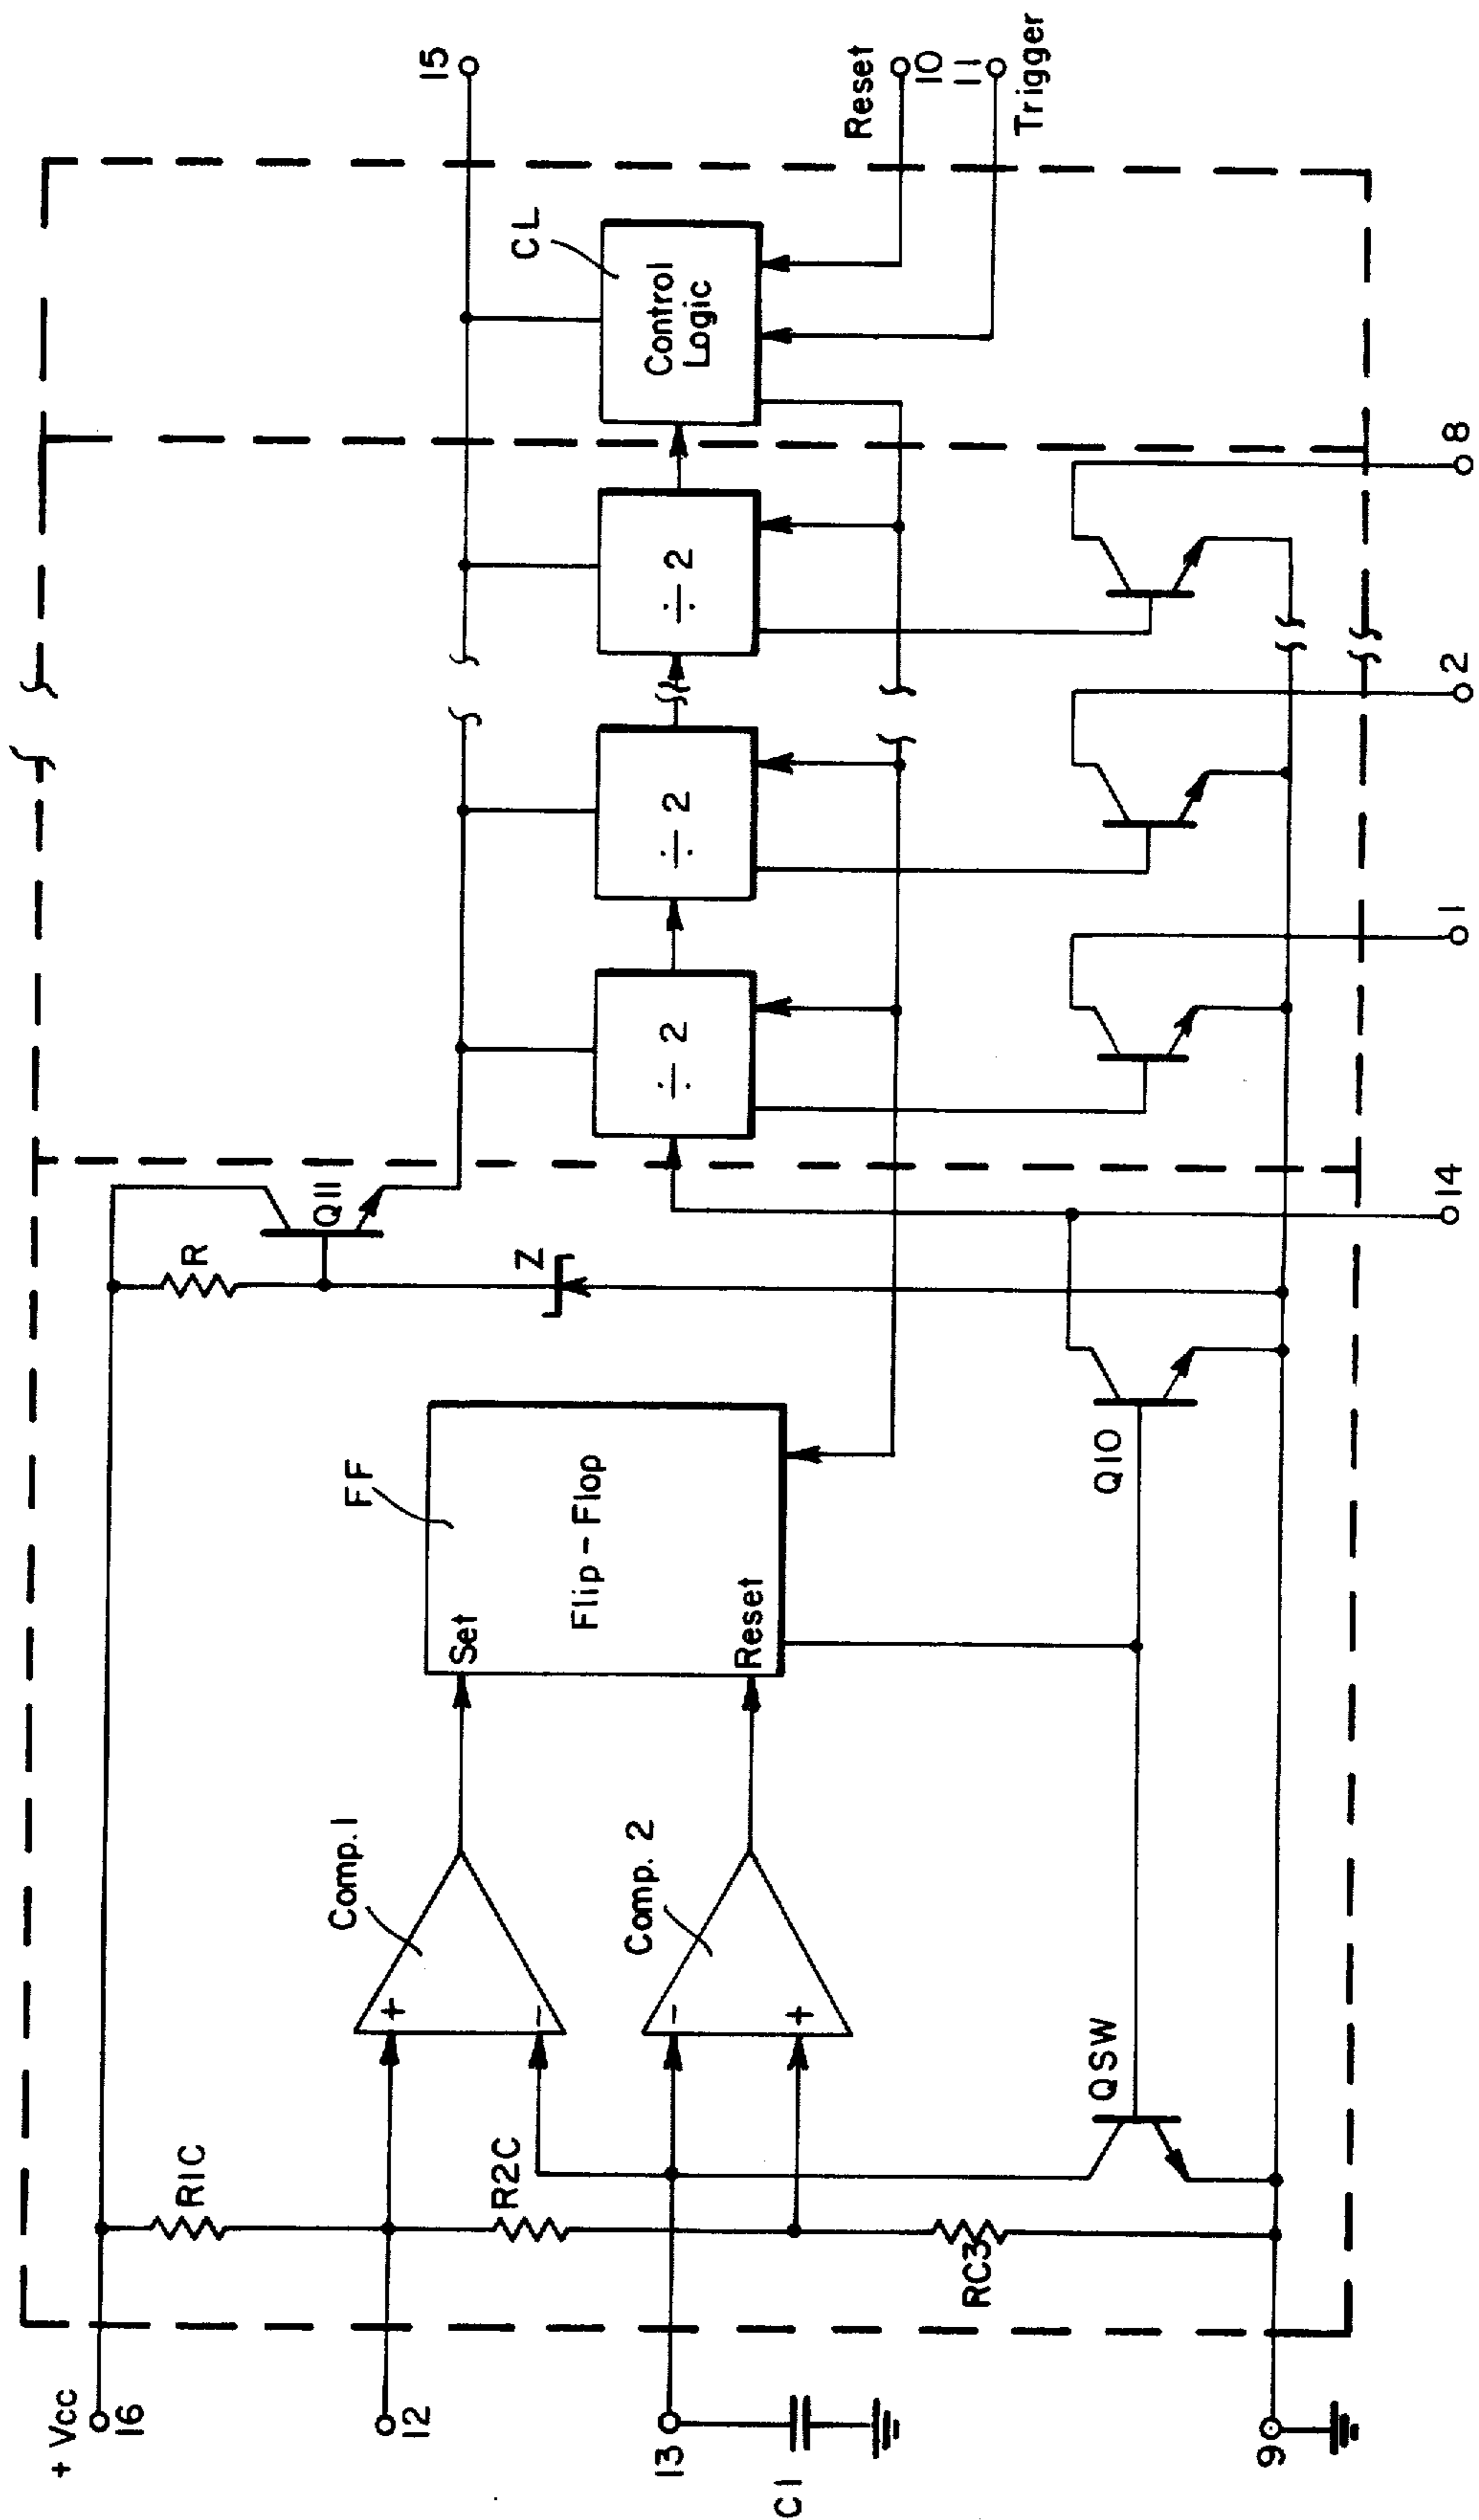 + Vcc
16
12
13
C1
9
R1C
R2C
RC3
QSW
Comp. 1
+
-
Comp. 2
-
+
FF
Set
Flip-Flop
Reset
Q10
R
Q11
Z
14
÷ 2
÷ 2
÷ 2
1
2
8
CL
Control
Logic
15
Reset
10
11
Trigger